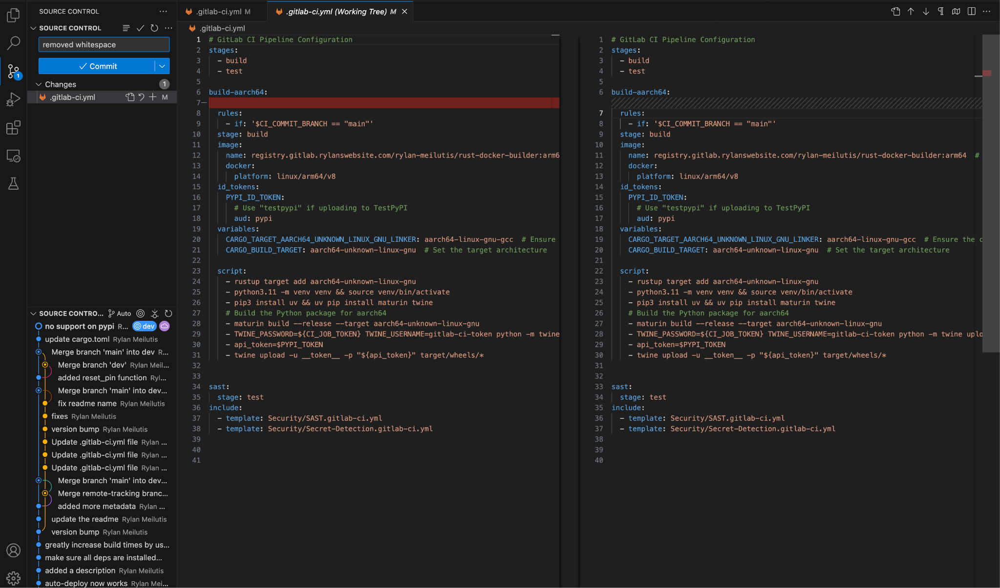 SOURCE CONTROL
SOURCE CONTROL
removed whitespace
Commit
Changes 1
.gitlab-ci.yml M
1
SOURCE CONTRO... Auto
no support on pypi R... dev
update cargo.toml Rylan Meilutis
Merge branch 'main' into dev R...
Merge branch 'dev' Rylan Meil...
added reset_pin function Ryl...
Merge branch 'main' into dev...
fix readme name Rylan Meilutis
fixes Rylan Meilutis
version bump Rylan Meilutis
Update .gitlab-ci.yml file Rylan ...
Update .gitlab-ci.yml file Rylan ...
Update .gitlab-ci.yml file Rylan ...
Merge branch 'main' into dev...
Merge remote-tracking branc...
added more metadata Rylan ...
update the readme Rylan Meilutis
version bump Rylan Meilutis
greatly increase build times by us...
make sure all deps are installed...
added a description Rylan Meilutis
auto-deploy now works Rylan Mei...
.gitlab-ci.yml M
.gitlab-ci.yml (Working Tree) M
.gitlab-ci.yml
1 # GitLab CI Pipeline Configuration
2 stages:
3 - build
4 - test
5
6 build-aarch64:
7—
8 rules:
9 - if: '$CI_COMMIT_BRANCH == "main"'
10 stage: build
11 image:
12 name: registry.gitlab.rylanswebsite.com/rylan-meilutis/rust-docker-builder:arm6
13 docker:
14 platform: linux/arm64/v8
15 id_tokens:
16 PYPI_ID_TOKEN:
17 # Use "testpypi" if uploading to TestPyPI
18 aud: pypi
19 variables:
20 CARGO_TARGET_AARCH64_UNKNOWN_LINUX_GNU_LINKER: aarch64-linux-gnu-gcc # Ensure
21 CARGO_BUILD_TARGET: aarch64-unknown-linux-gnu # Set the target architecture
22
23 script:
24 - rustup target add aarch64-unknown-linux-gnu
25 - python3.11 -m venv venv && source venv/bin/activate
26 - pip3 install uv && uv pip install maturin twine
27 # Build the Python package for aarch64
28 - maturin build --release --target aarch64-unknown-linux-gnu
29 - TWINE_PASSWORD=${CI_JOB_TOKEN} TWINE_USERNAME=gitlab-ci-token python -m twine
30 - api_token=$PYPI_TOKEN
31 - twine upload -u __token__ -p "${api_token}" target/wheels/*
32
33
34 sast:
35 stage: test
36 include:
37 - template: Security/SAST.gitlab-ci.yml
38 - template: Security/Secret-Detection.gitlab-ci.yml
39
40
41
1 # GitLab CI Pipeline Configuration
2 stages:
3 - build
4 - test
5
6 build-aarch64:
7 rules:
8 - if: '$CI_COMMIT_BRANCH == "main"'
9 stage: build
10 image:
11 name: registry.gitlab.rylanswebsite.com/rylan-meilutis/rust-docker-builder:arm64 #
12 docker:
13 platform: linux/arm64/v8
14 id_tokens:
15 PYPI_ID_TOKEN:
16 # Use "testpypi" if uploading to TestPyPI
17 aud: pypi
18 variables:
19 CARGO_TARGET_AARCH64_UNKNOWN_LINUX_GNU_LINKER: aarch64-linux-gnu-gcc # Ensure the c
20 CARGO_BUILD_TARGET: aarch64-unknown-linux-gnu # Set the target architecture
21
22 script:
23 - rustup target add aarch64-unknown-linux-gnu
24 - python3.11 -m venv venv && source venv/bin/activate
25 - pip3 install uv && uv pip install maturin twine
26 # Build the Python package for aarch64
27 - maturin build --release --target aarch64-unknown-linux-gnu
28 - TWINE_PASSWORD=${CI_JOB_TOKEN} TWINE_USERNAME=gitlab-ci-token python -m twine uplo
29 - api_token=$PYPI_TOKEN
30 - twine upload -u __token__ -p "${api_token}" target/wheels/*
31
32
33 sast:
34 stage: test
35 include:
36 - template: Security/SAST.gitlab-ci.yml
37 - template: Security/Secret-Detection.gitlab-ci.yml
38
39
40